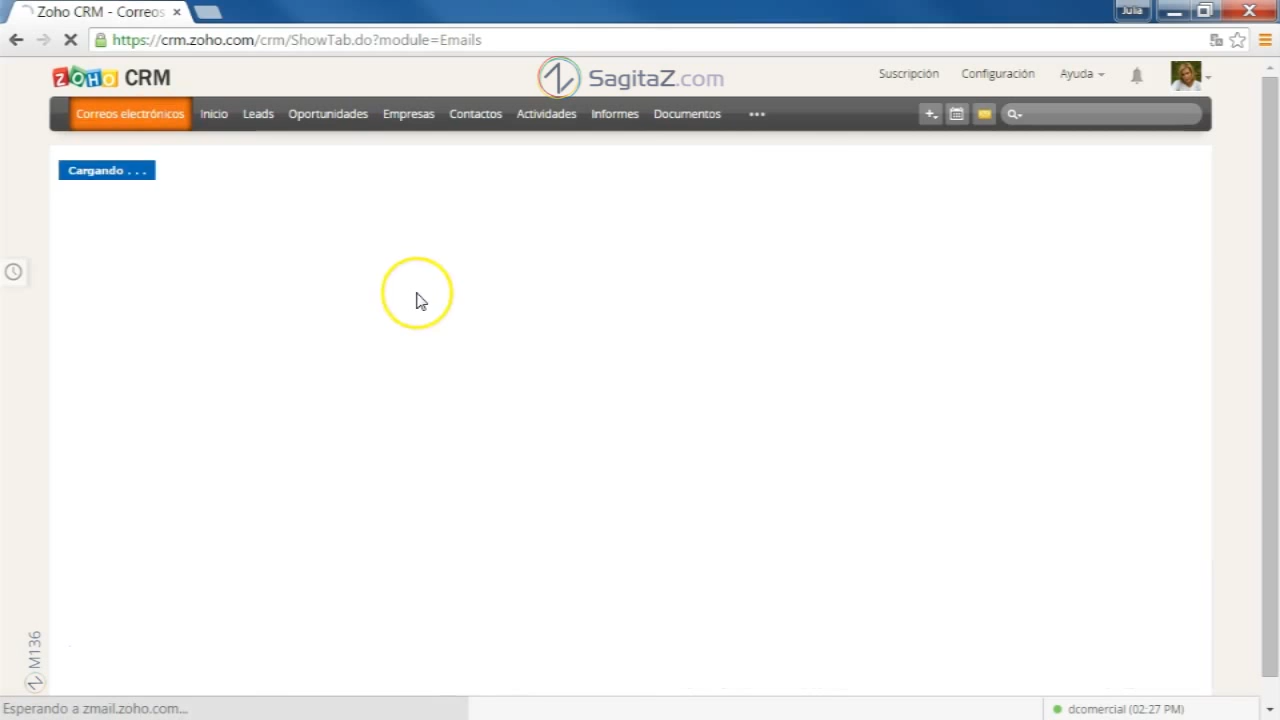 Zoho CRM - Correos
Julia
https://crm.zoho.com/crm/ShowTab.do?module=Emails
ZOHO CRM
SagitaZ.com
Suscripción Configuración Ayuda
Correos electrónicos Inicio Leads Oportunidades Empresas Contactos Actividades Informes Documentos •••
Cargando . . .
M136
Esperando a zmail.zoho.com...
dcomercial (02:27 PM)